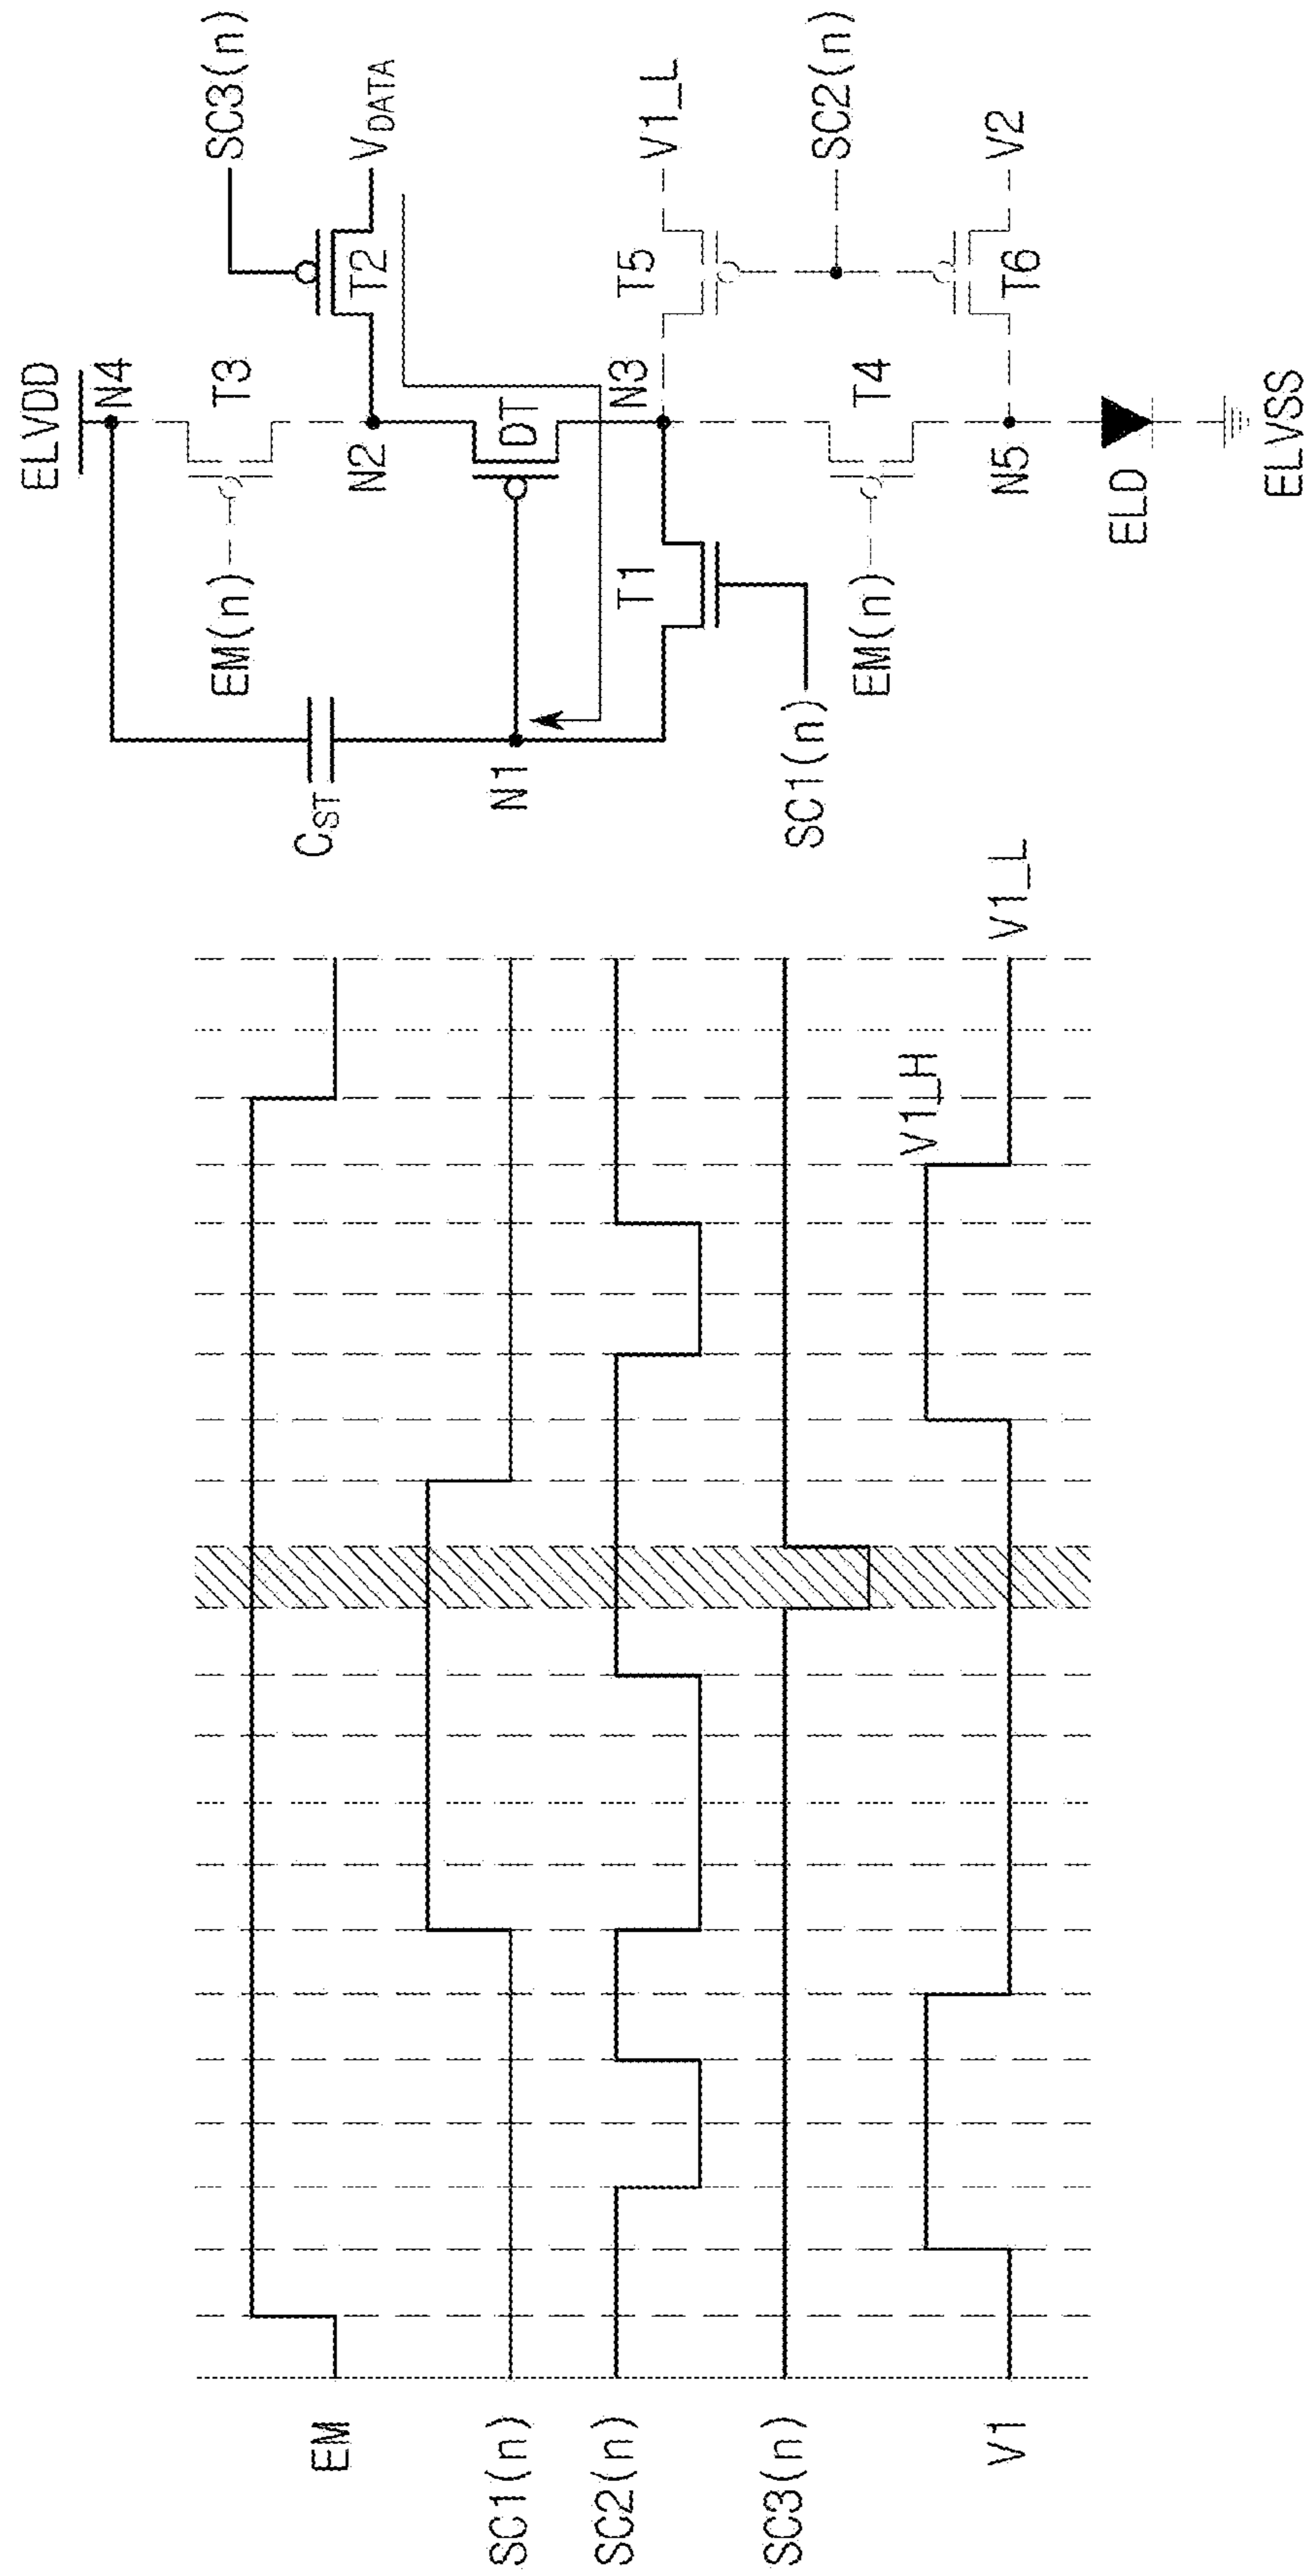 EM
SC1(n)
SC2(n)
SC3(n)
V1
V1_H
V1_L
ELVDD
N4
SC3(n)
T3
T2
VDATA
EM(n)
CST
N2
DT
N1
N3
T1
T5
V1_L
SC1(n)
SC2(n)
EM(n)
T4
T6
V2
N5
ELD
ELVSS